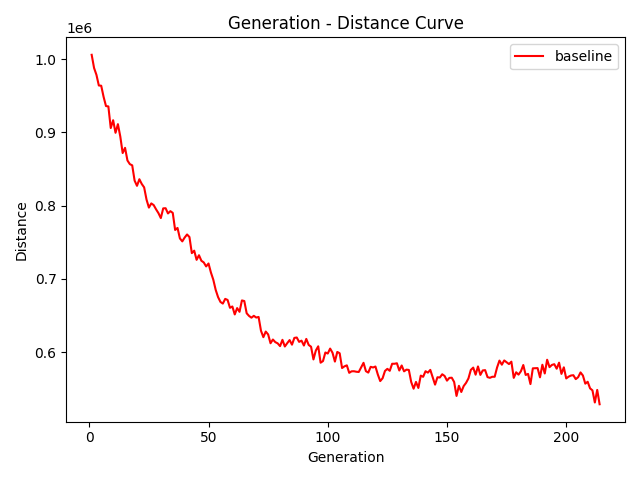 Generation - Distance Curve
1e6
baseline
1.0
0.9
0.8
0.7
0.6
Distance
0 50 100 150 200
Generation